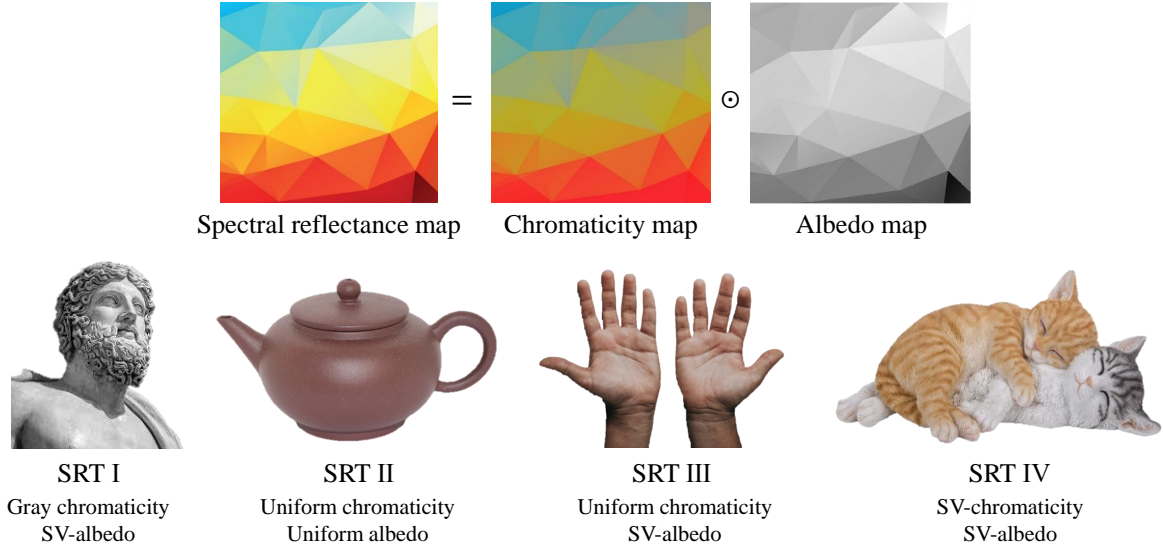 =
⊙
Spectral reflectance map
Chromaticity map
Albedo map
SRT I
Gray chromaticity
SV-albedo
SRT II
Uniform chromaticity
Uniform albedo
SRT III
Uniform chromaticity
SV-albedo
SRT IV
SV-chromaticity
SV-albedo